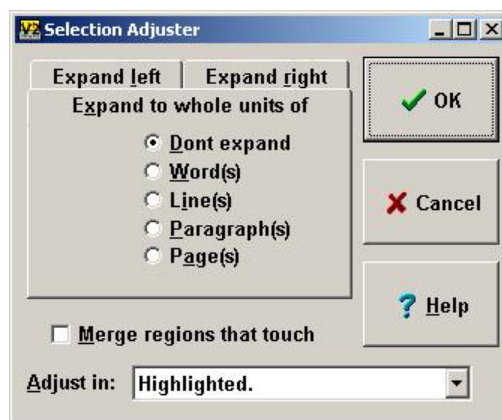 Selection Adjuster
Expand left Expand right
Expand to whole units of
Dont expand
Word(s)
Line(s)
Paragraph(s)
Page(s)
Merge regions that touch
Adjust in: Highlighted.
OK
Cancel
? Help